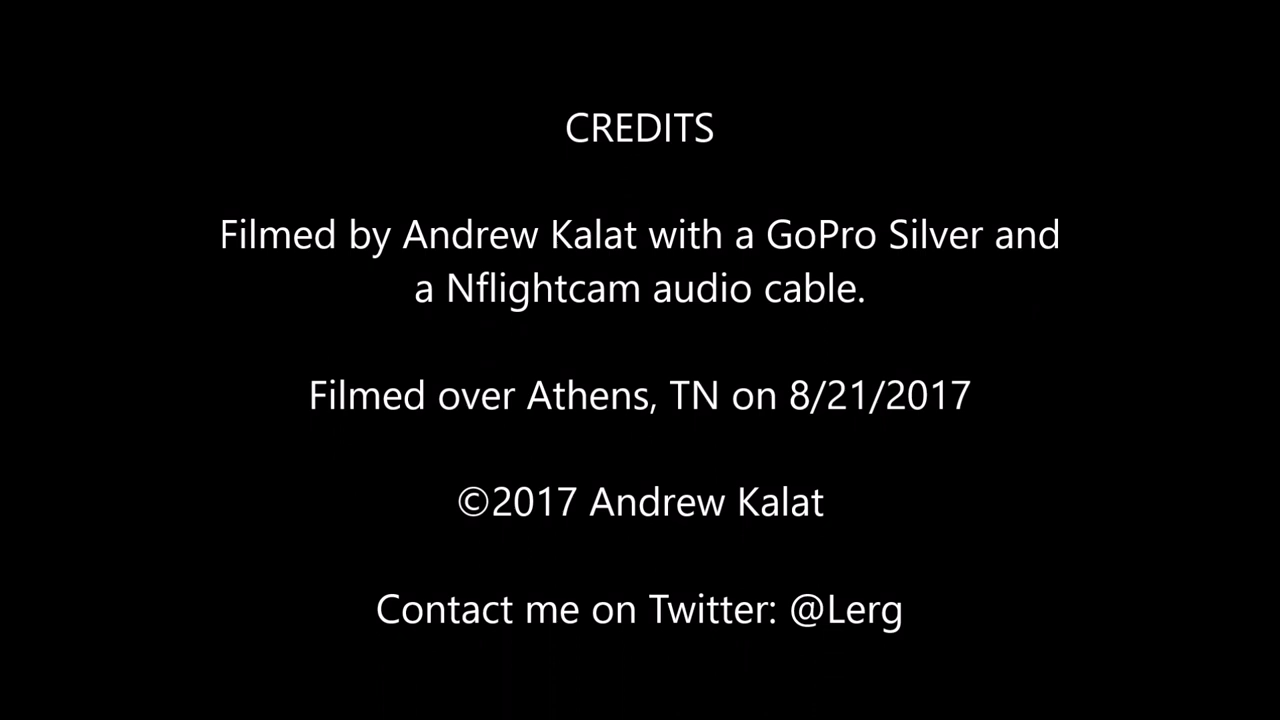 CREDITS
Filmed by Andrew Kalat with a GoPro Silver and
a Nflightcam audio cable.
Filmed over Athens, TN on 8/21/2017
©2017 Andrew Kalat
Contact me on Twitter: @Lerg